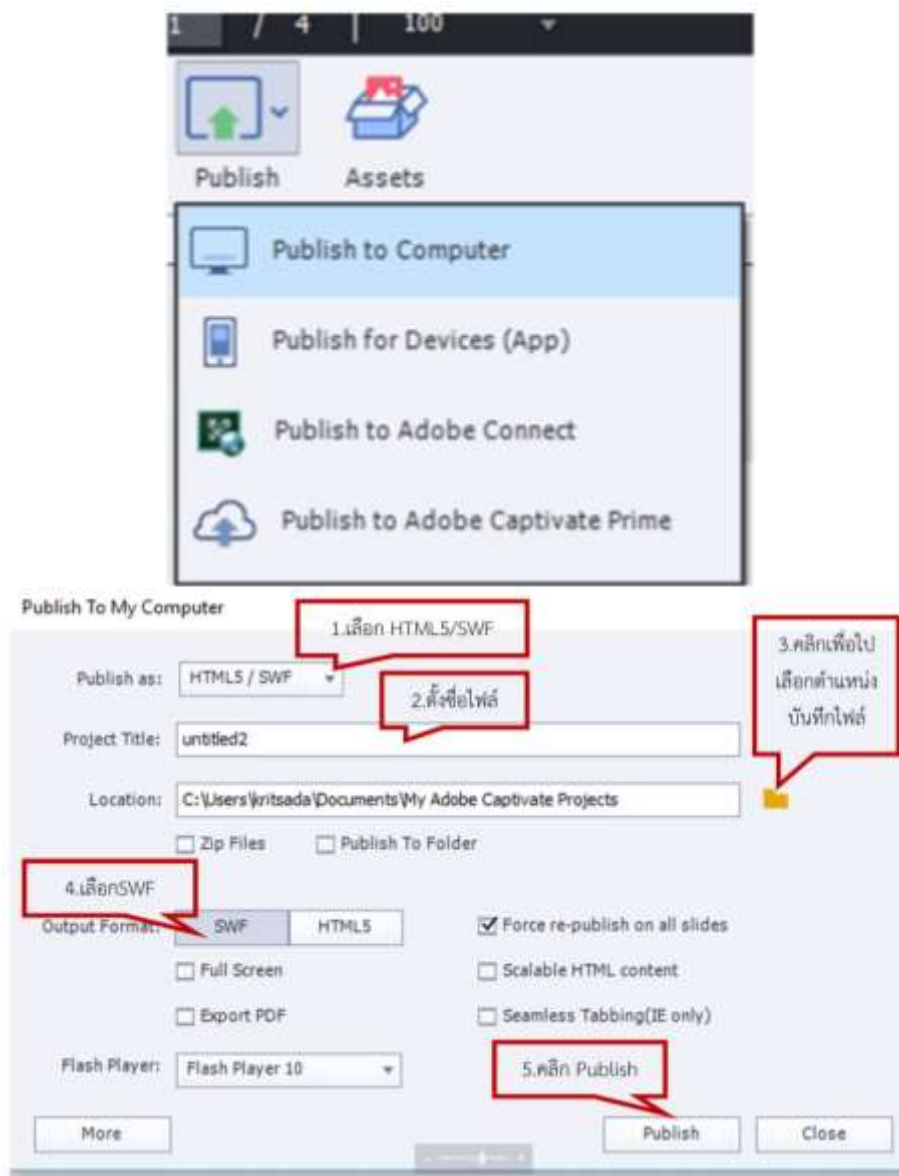 1 / 4 | 100
Publish Assets
Publish to Computer
Publish for Devices (App)
Publish to Adobe Connect
Publish to Adobe Captivate Prime
Publish To My Computer
1.เลือก HTML5/SWF
3.คลิกเพื่อไป
เลือกตำแหน่ง
บันทึกไฟล์
Publish as: HTML5 / SWF
2.ตั้งชื่อไฟล์
Project Title: untitled2
Location: C:\Users\kritsada\Documents\My Adobe Captivate Projects
Zip Files Publish To Folder
4.เลือกSWF
Output Format: SWF HTML5 Force re-publish on all slides
Full Screen Scalable HTML content
Export PDF Seamless Tabbing(IE only)
Flash Player: Flash Player 10
5.คลิก Publish
More Publish Close